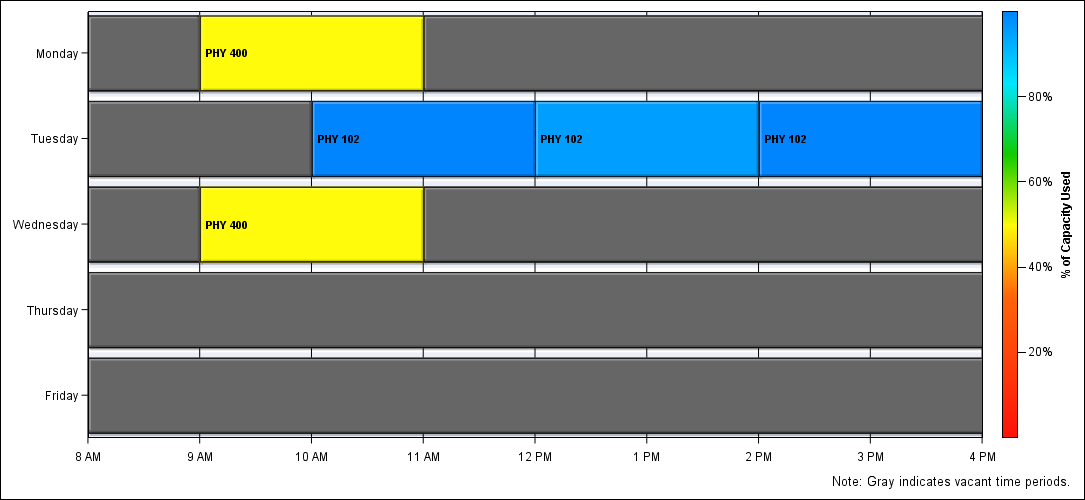 Monday
PHY 400
Tuesday
PHY 102
PHY 102
PHY 102
Wednesday
PHY 400
Thursday
Friday
8 AM
9 AM
10 AM
11 AM
12 PM
1 PM
2 PM
3 PM
4 PM
80%
60%
40%
20%
% of Capacity Used
Note: Gray indicates vacant time periods.